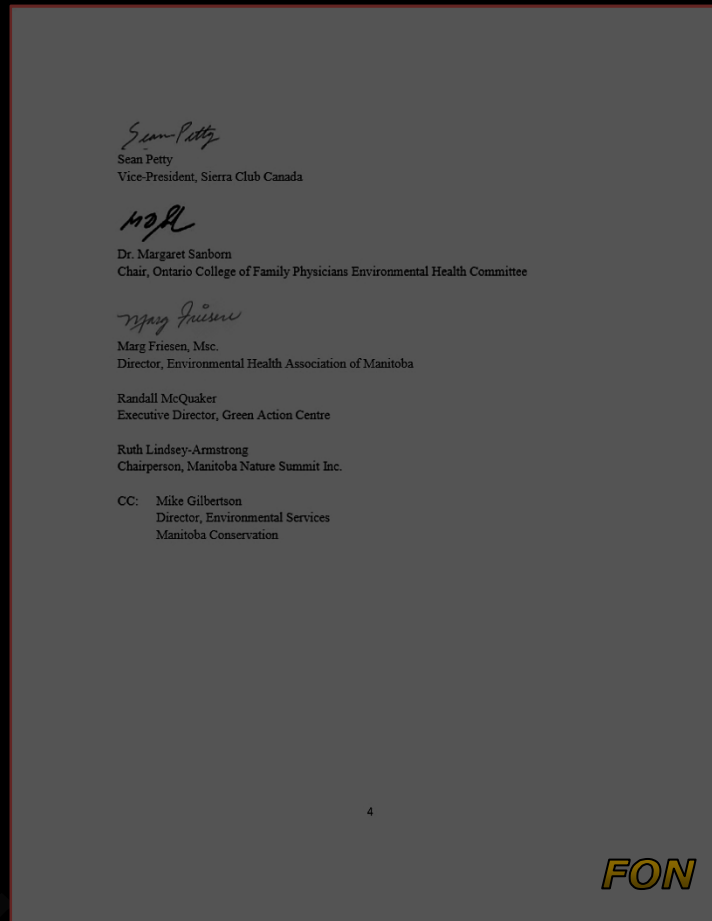 Sean Petty
Sean Petty
Vice-President, Sierra Club Canada
Dr. Margaret Sanborn
Chair, Ontario College of Family Physicians Environmental Health Committee
Marg Friesen
Marg Friesen, Msc.
Director, Environmental Health Association of Manitoba
Randall McQuaker
Executive Director, Green Action Centre
Ruth Lindsey-Armstrong
Chairperson, Manitoba Nature Summit Inc.
CC: Mike Gilbertson
Director, Environmental Services
Manitoba Conservation
4
FON